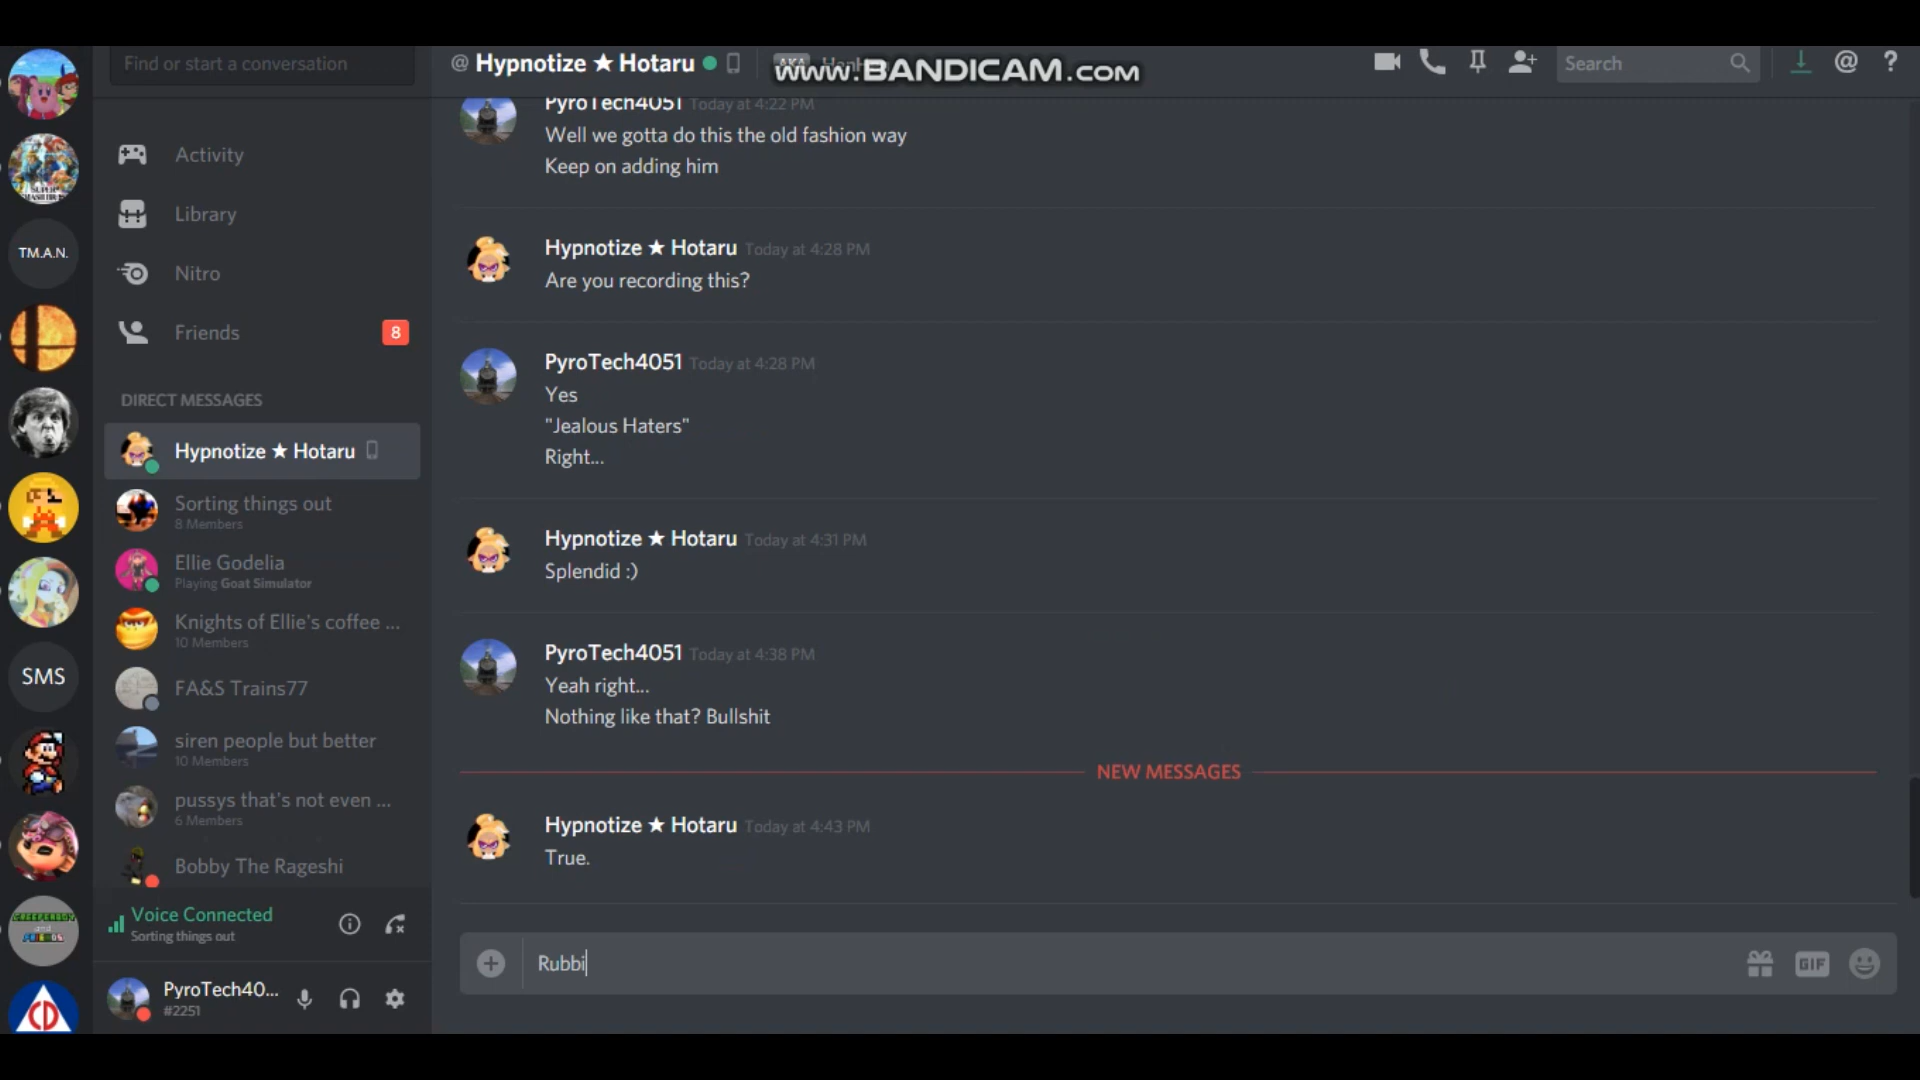 Find or start a conversation
@ Hypnotize ★ Hotaru
AKA
www.BANDICAM.com
Search
TM.A.N.
SMS
Activity
Library
Nitro
Friends
8
DIRECT MESSAGES
Hypnotize ★ Hotaru
Sorting things out
8 Members
Ellie Godelia
Playing Goat Simulator
Knights of Ellie's coffee ...
10 Members
FA&S Trains77
siren people but better
10 Members
pussys that's not even ...
6 Members
Bobby The Rageshi
Voice Connected
Sorting things out
PyroTech40...
#2251
PyroTech4051 Today at 4:22 PM
Well we gotta do this the old fashion way
Keep on adding him
Hypnotize ★ Hotaru Today at 4:28 PM
Are you recording this?
PyroTech4051 Today at 4:28 PM
Yes
"Jealous Haters"
Right...
Hypnotize ★ Hotaru Today at 4:31 PM
Splendid :)
PyroTech4051 Today at 4:38 PM
Yeah right...
Nothing like that? Bullshit
NEW MESSAGES
Hypnotize ★ Hotaru Today at 4:43 PM
True.
Rubbi
GIF